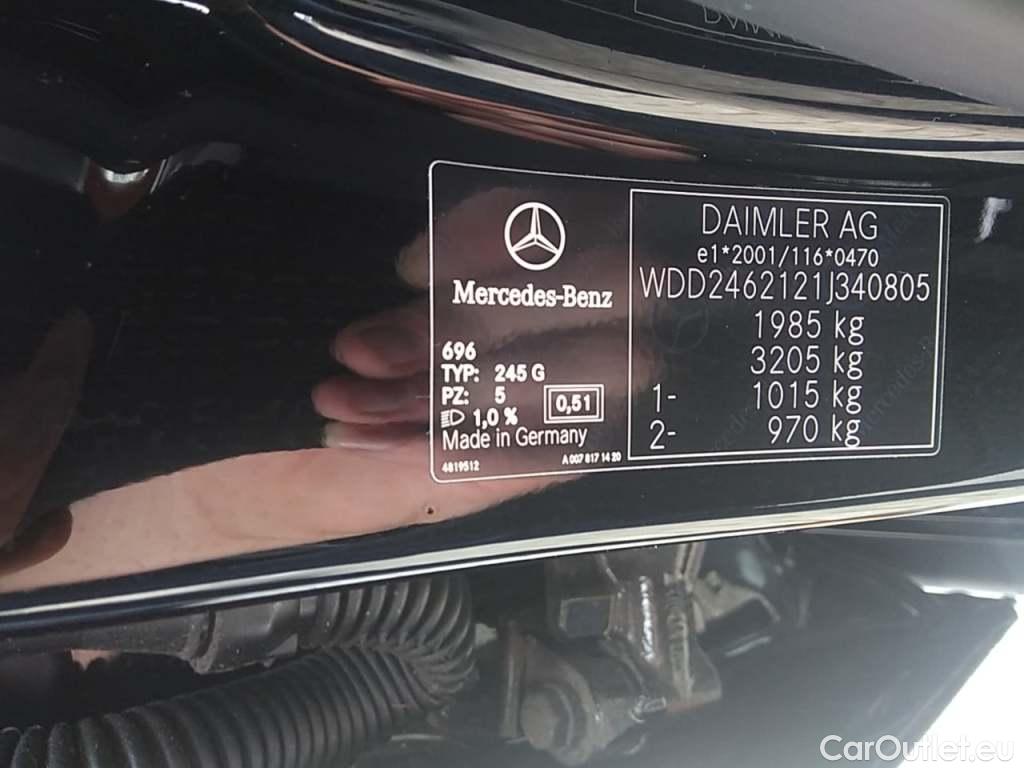 Mercedes-Benz
696
TYP: 245 G
PZ: 5
1,0 %
0,51
Made in Germany
4819512
A 007 817 14 20
DAIMLER AG
e1*2001/116*0470
WDD2462121J340805
1985 kg
3205 kg
1- 1015 kg
2- 970 kg
CarOutlet.eu